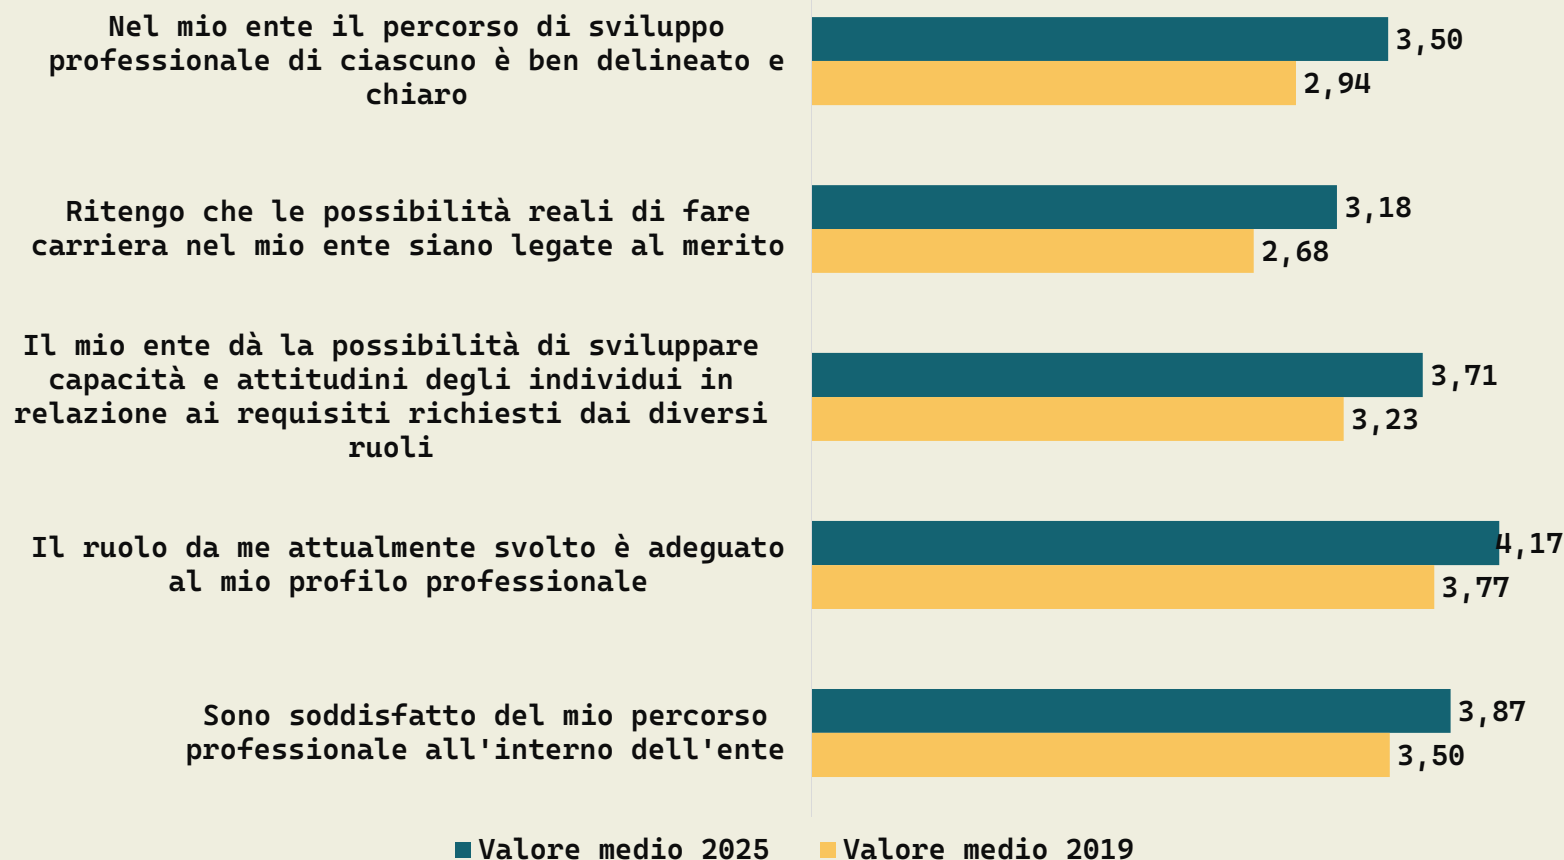 Nel mio ente il percorso di sviluppo
professionale di ciascuno è ben delineato e
chiaro
3,50
2,94
Ritengo che le possibilità reali di fare
carriera nel mio ente siano legate al merito
3,18
2,68
Il mio ente dà la possibilità di sviluppare
capacità e attitudini degli individui in
relazione ai requisiti richiesti dai diversi
ruoli
3,71
3,23
Il ruolo da me attualmente svolto è adeguato
al mio profilo professionale
4,17
3,77
Sono soddisfatto del mio percorso
professionale all'interno dell'ente
3,87
3,50
Valore medio 2025
Valore medio 2019